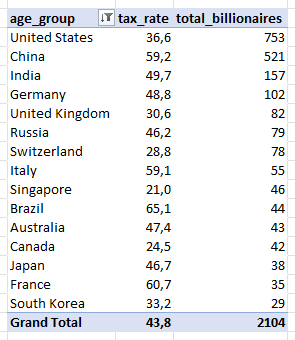 age_group tax_rate total_billionaires
United States 36,6 753
China 59,2 521
India 49,7 157
Germany 48,8 102
United Kingdom 30,6 82
Russia 46,2 79
Switzerland 28,8 78
Italy 59,1 55
Singapore 21,0 46
Brazil 65,1 44
Australia 47,4 43
Canada 24,5 42
Japan 46,7 38
France 60,7 35
South Korea 33,2 29
Grand Total 43,8 2104